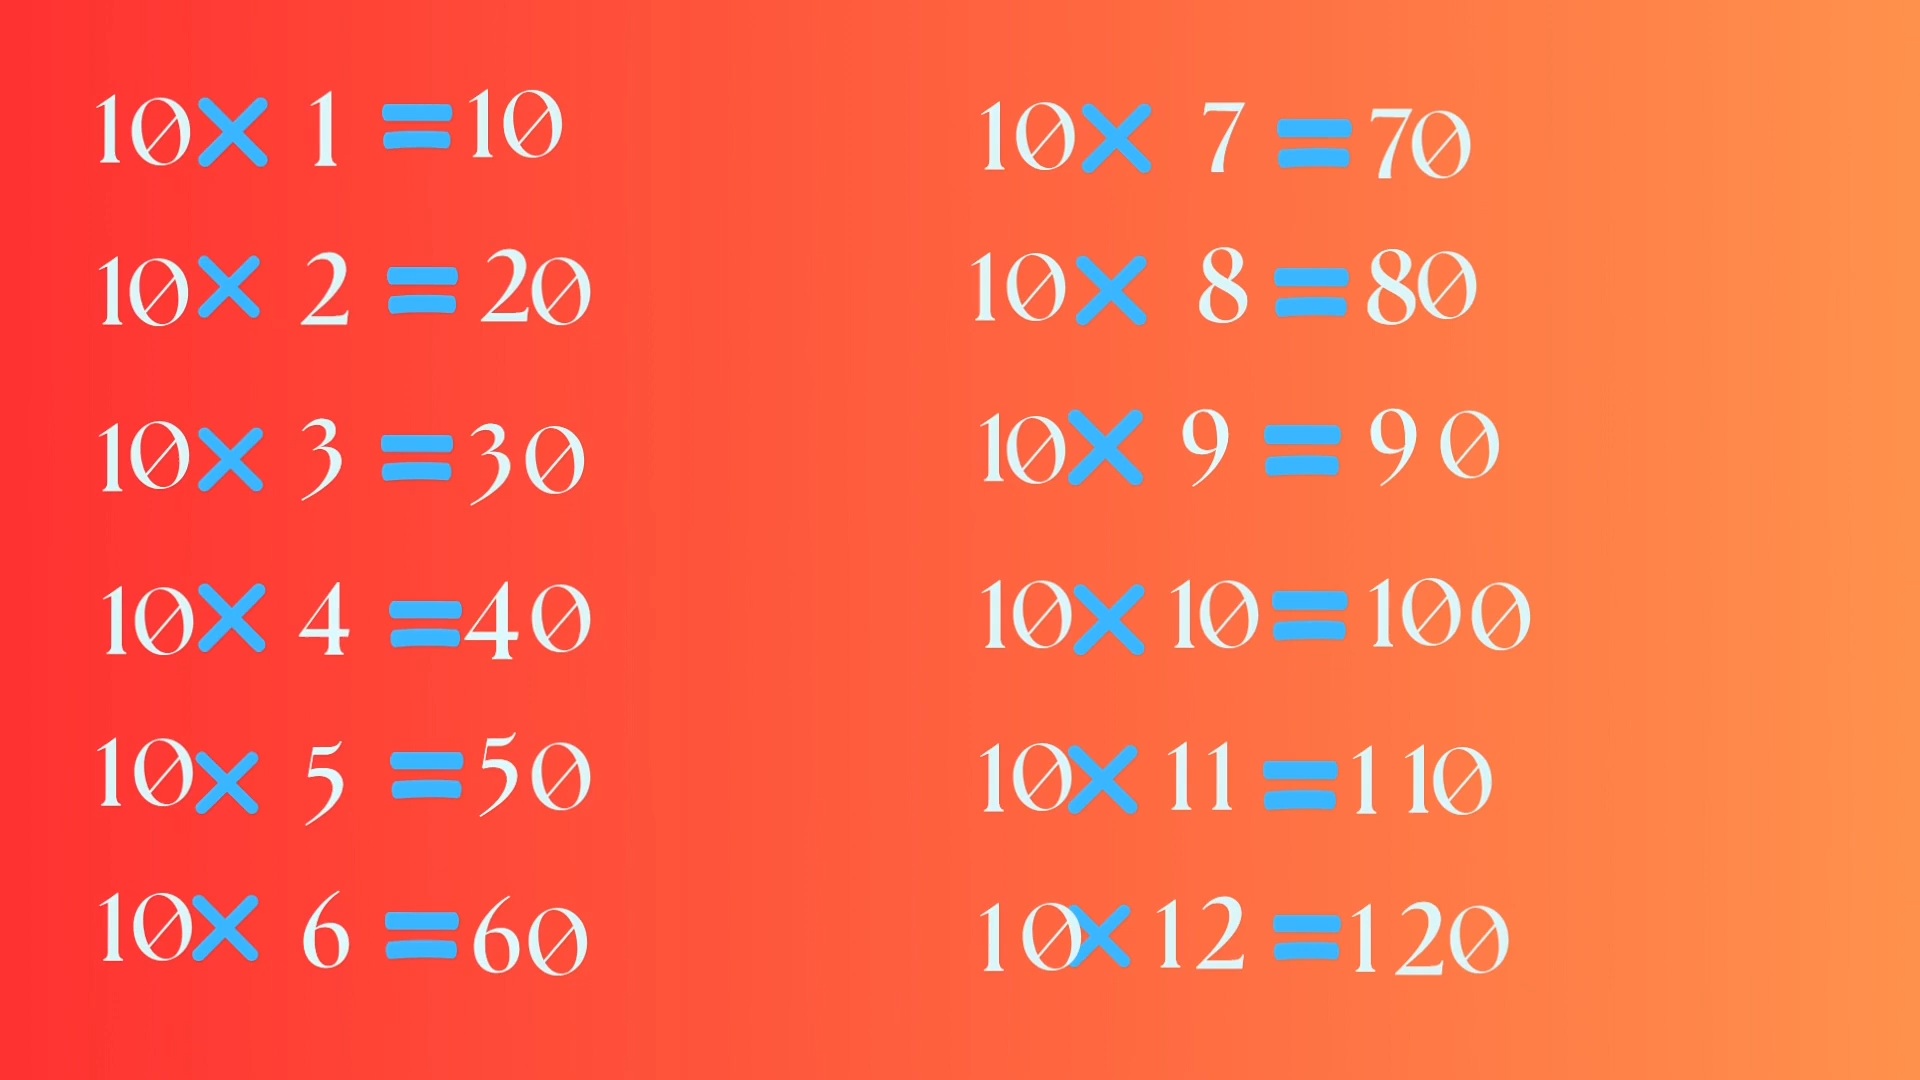 10 × 1 = 10
10 × 2 = 20
10 × 3 = 30
10 × 4 = 40
10 × 5 = 50
10 × 6 = 60
10 × 7 = 70
10 × 8 = 80
10 × 9 = 90
10 × 10 = 100
10 × 11 = 110
10 × 12 = 120